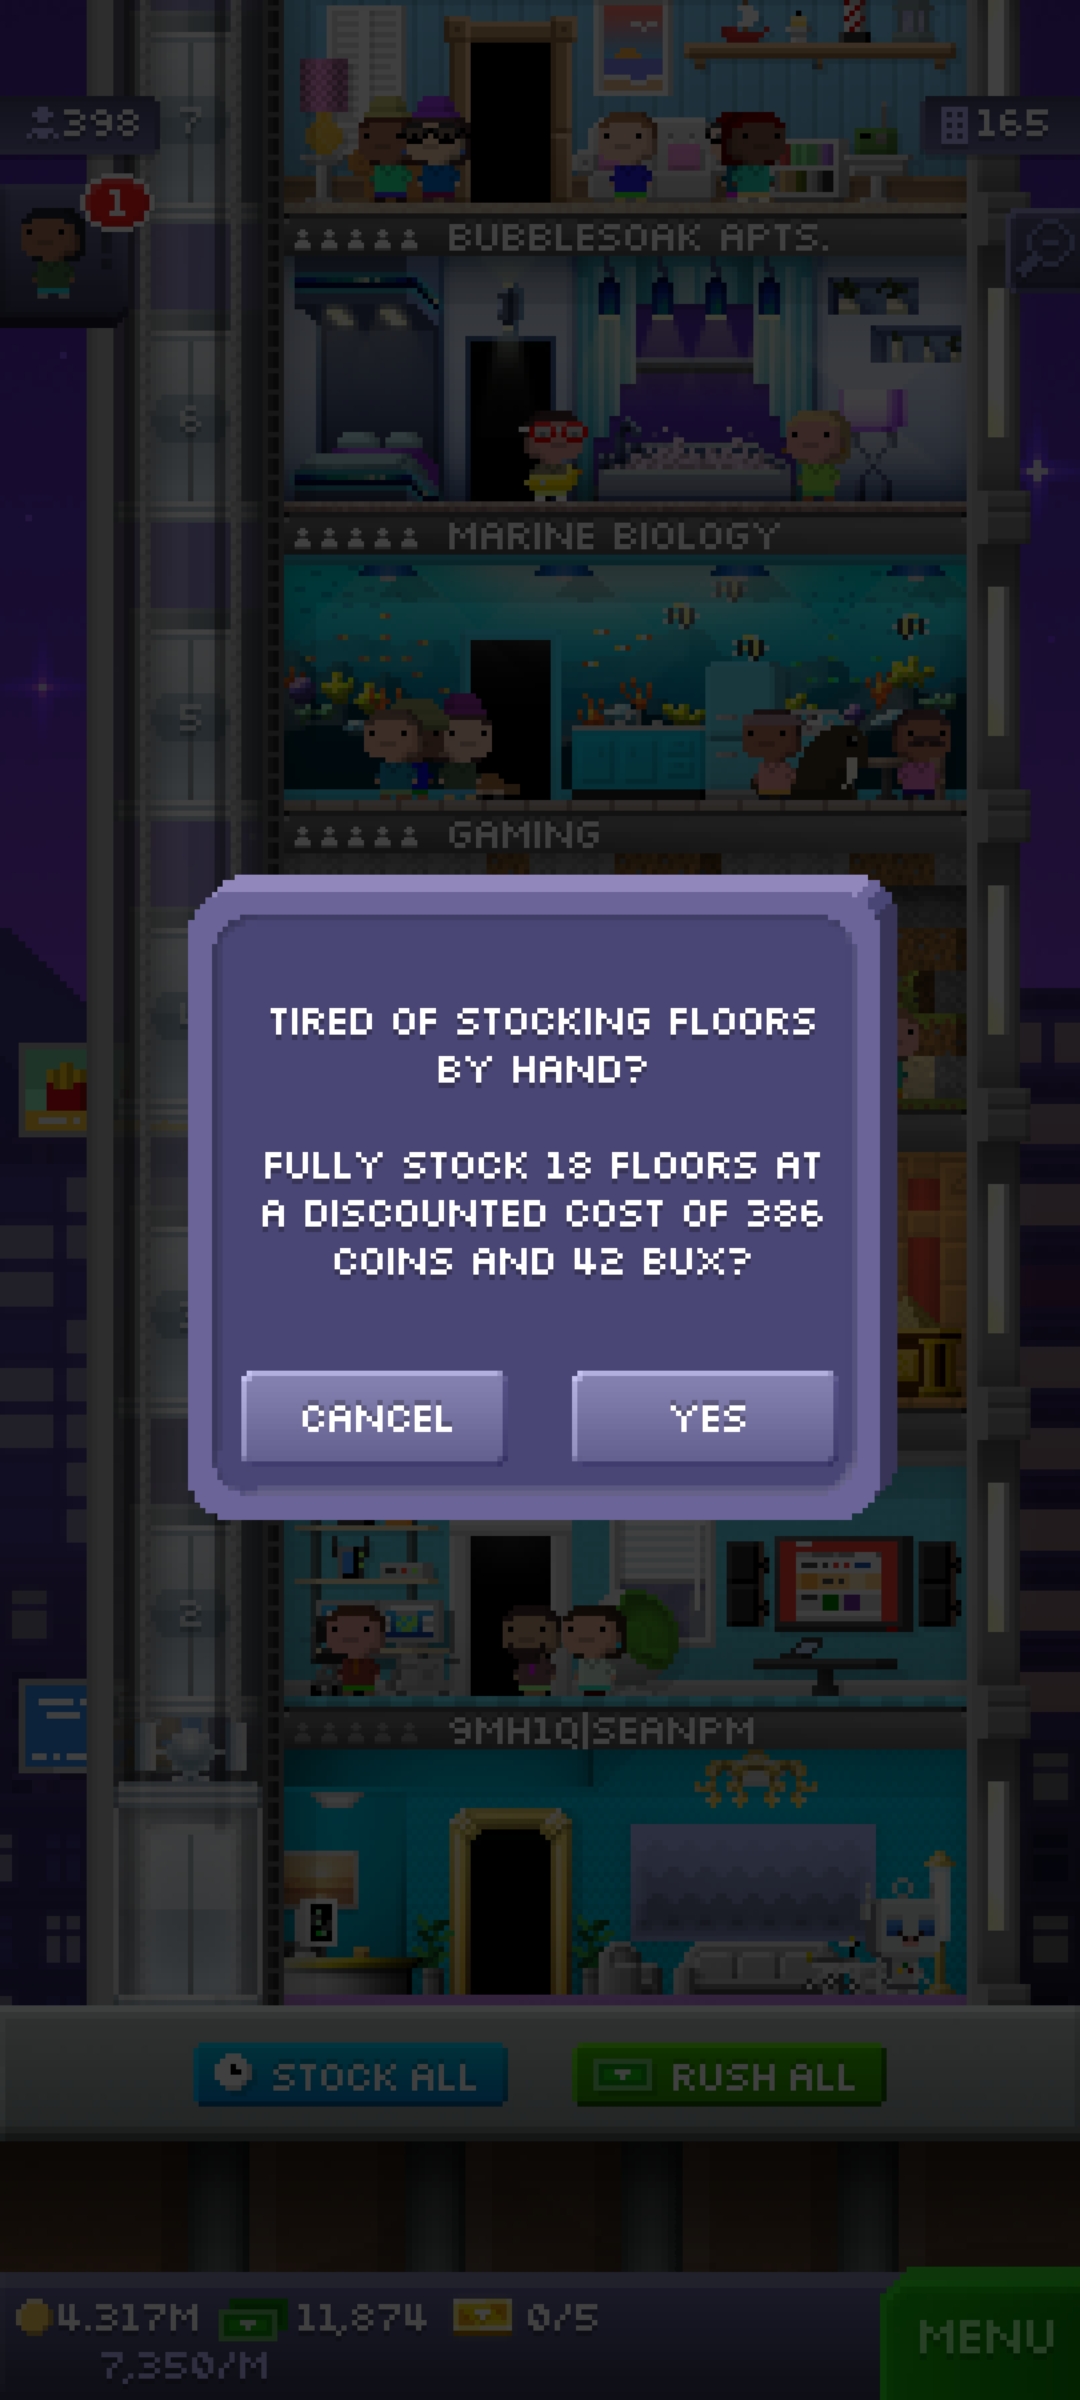 398
7
165
1
BUBBLESOAK APTS.
6
MARINE BIOLOGY
5
GAMING
TIRED OF STOCKING FLOORS
BY HAND?
FULLY STOCK 18 FLOORS AT
A DISCOUNTED COST OF 386
COINS AND 42 BUX?
CANCEL
YES
2
9MH1Q|SEANPM
STOCK ALL
RUSH ALL
4.317M
11,874
0/5
7,350/M
MENU